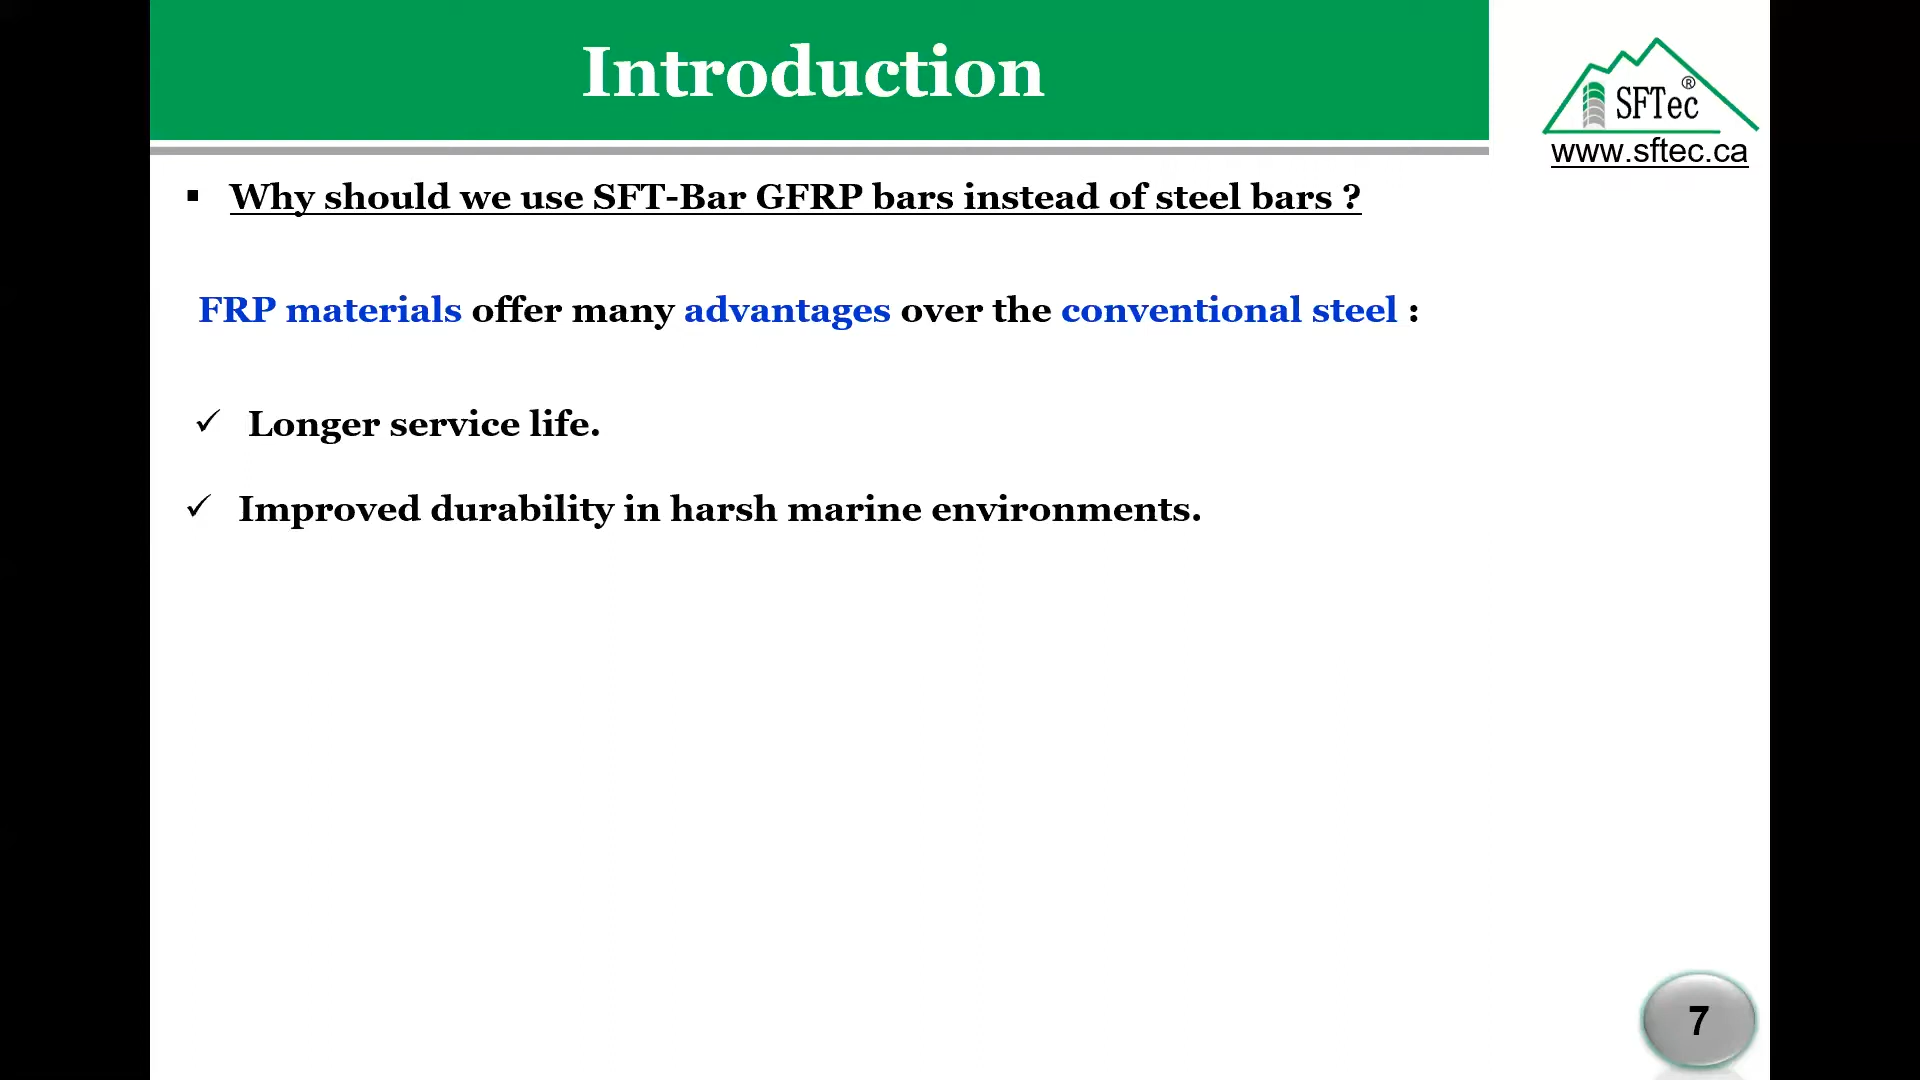 Introduction
SFTec®
www.sftec.ca
▪ Why should we use SFT-Bar GFRP bars instead of steel bars ?
FRP materials offer many advantages over the conventional steel :
✓ Longer service life.
✓ Improved durability in harsh marine environments.
7